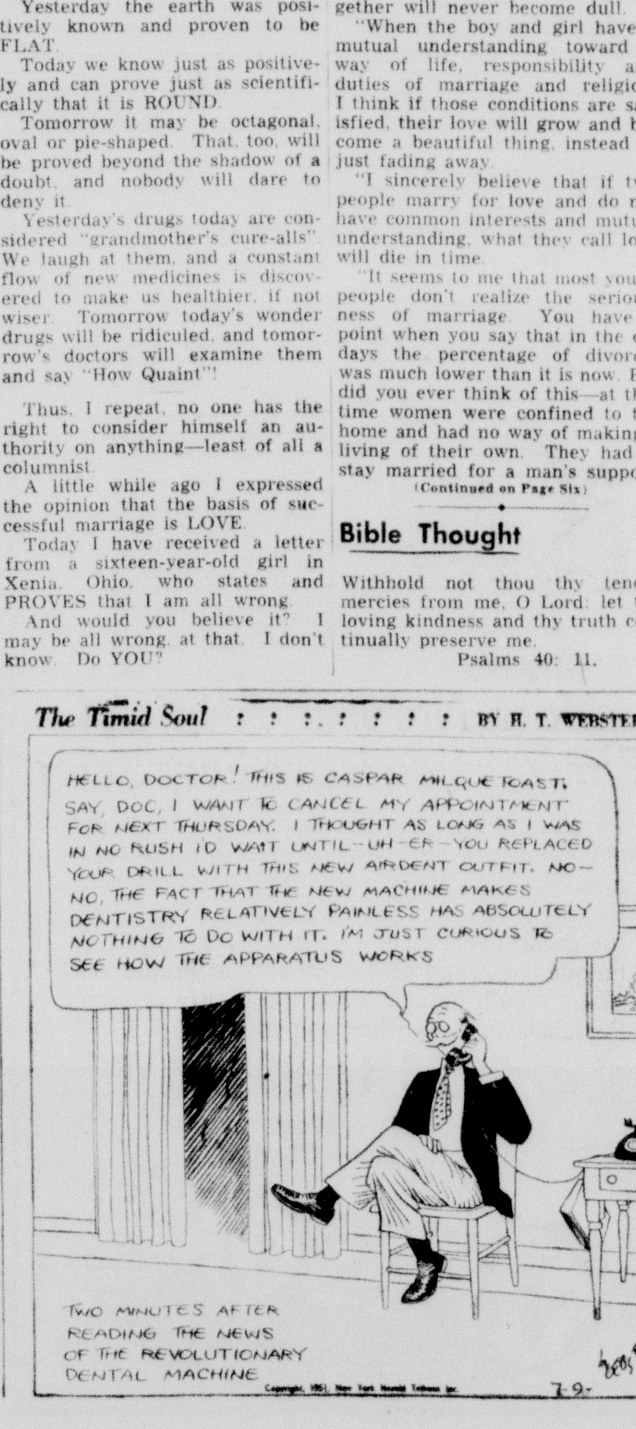 Yesterday the earth was posi-
tively known and proven to be
FLAT.
Today we know just as positive-
ly and can prove just as scientifi-
cally that it is ROUND.
Tomorrow it may be octagonal,
oval or pie-shaped. That, too, will
be proved beyond the shadow of a
doubt, and nobody will dare to
deny it.
Yesterday's drugs today are con-
sidered "grandmother's cure-alls".
We laugh at them, and a constant
flow of new medicines is discov-
ered to make us healthier, if not
wiser. Tomorrow today's wonder
drugs will be ridiculed, and tomor-
row's doctors will examine them
and say "How Quaint"!
Thus, I repeat, no one has the
right to consider himself an au-
thority on anything—least of all a
columnist.
A little while ago I expressed
the opinion that the basis of suc-
cessful marriage is LOVE.
Today I have received a letter
from a sixteen-year-old girl in
Xenia, Ohio, who states and
PROVES that I am all wrong.
And would you believe it? I
may be all wrong, at that. I don't
know. Do YOU?
gether will never become dull.
"When the boy and girl have
mutual understanding toward
way of life, responsibility
duties of marriage and
I think if those conditions are
isfied, their love will grow and
come a beautiful thing, instead
just fading away.
"I sincerely believe that if
people marry for love and do
have common interests and
understanding, what they call
will die in time.
"It seems to me that most
people don't realize the
ness of marriage. You have
point when you say that in the
days the percentage of
was much lower than it is now.
did you ever think of this—at
time women were confined to
home and had no way of making
living of their own. They had
stay married for a man's
(Continued on Page Six)
Bible Thought
Withhold not thou thy
mercies from me, O Lord: let
loving kindness and thy truth
tinually preserve me.
Psalms 40: 11.
The Timid Soul : : : : : : : BY H. T. WEBSTER
HELLO, DOCTOR! THIS IS CASPAR MILQUETOAST.
SAY, DOC, I WANT TO CANCEL MY APPOINTMENT
FOR NEXT THURSDAY. I THOUGHT AS LONG AS I WAS
IN NO RUSH I'D WAIT UNTIL-UH-ER-YOU REPLACED
YOUR DRILL WITH THIS NEW AIRDENT OUTFIT. NO-
NO, THE FACT THAT THE NEW MACHINE MAKES
DENTISTRY RELATIVELY PAINLESS HAS ABSOLUTELY
NOTHING TO DO WITH IT. I'M JUST CURIOUS TO
SEE HOW THE APPARATUS WORKS
TWO MINUTES AFTER
READING THE NEWS
OF THE REVOLUTIONARY
DENTAL MACHINE
Copyright, 1951, New York Herald Tribune Inc.
7-9-